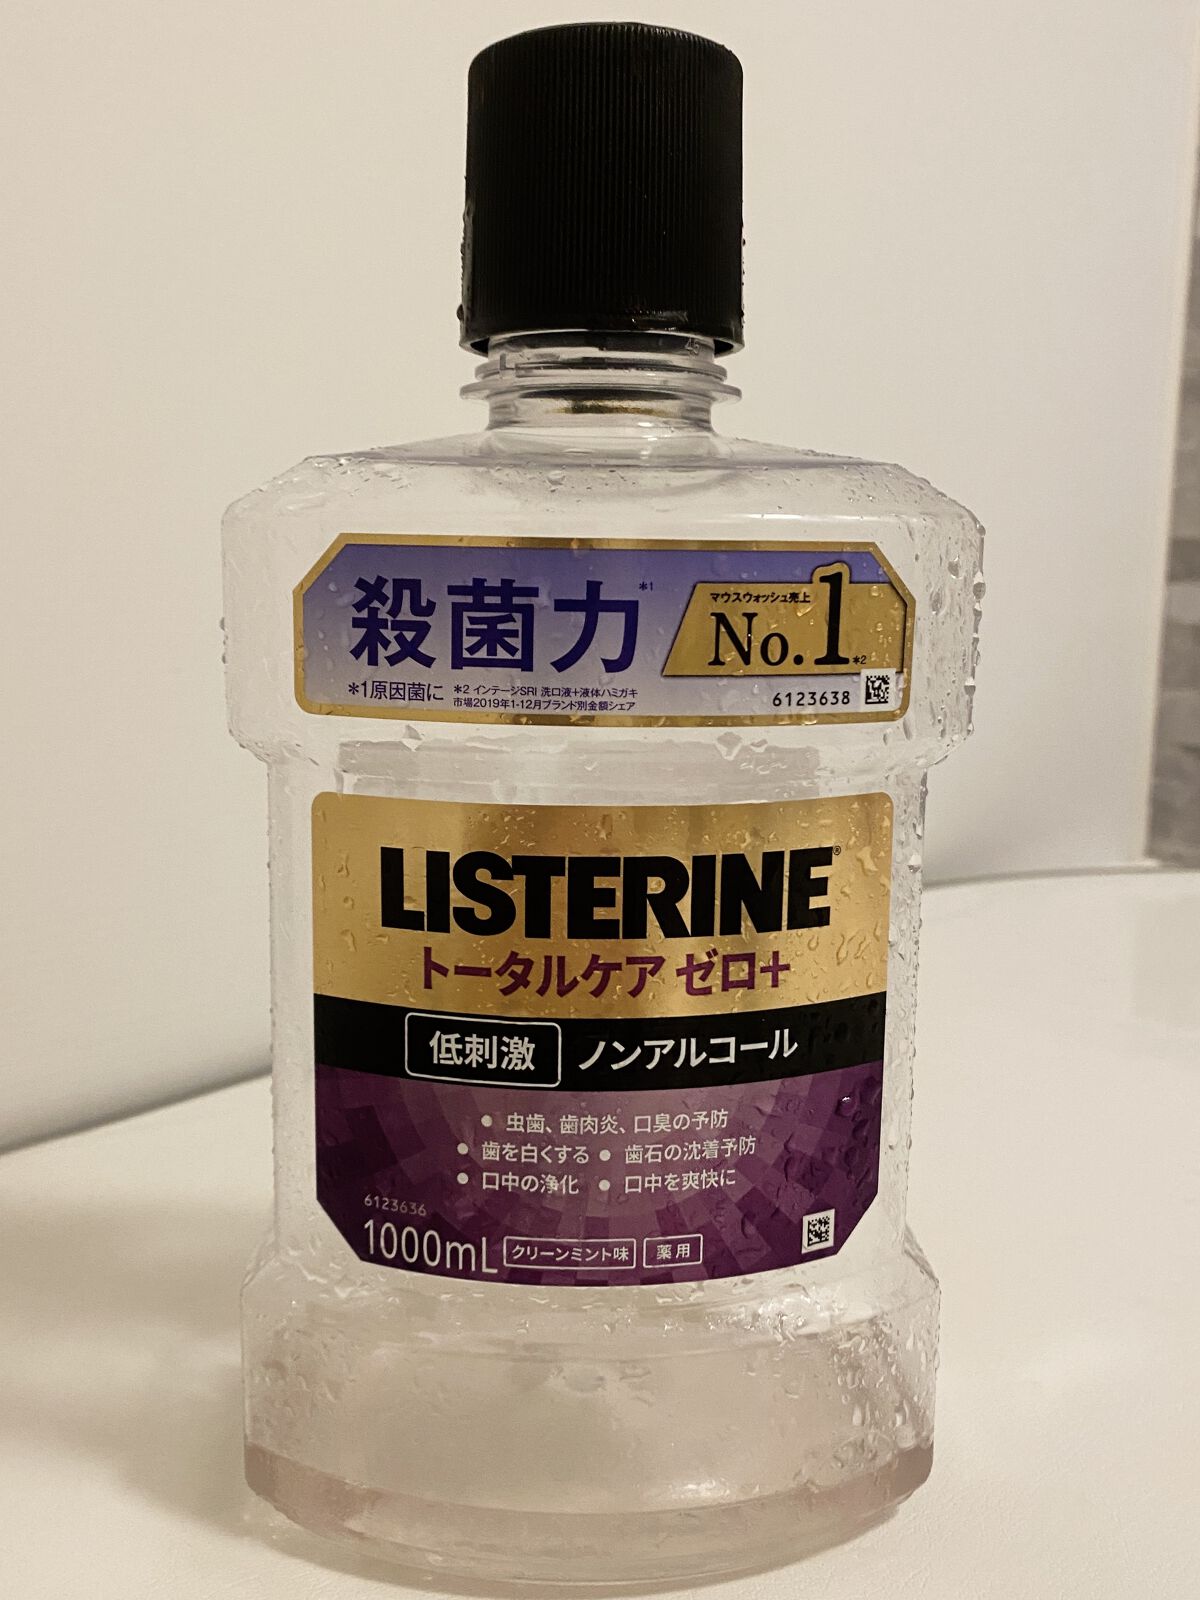 殺菌力*1
マウスウォッシュ売上
No.1*2
*1原因菌に
*2 インテージSRI 洗口液+液体ハミガキ
市場2019年1-12月ブランド別金額シェア
6123638
LISTERINE®
トータルケア ゼロ+
低刺激 ノンアルコール
● 虫歯、歯肉炎、口臭の予防
● 歯を白くする ● 歯石の沈着予防
● 口中の浄化 ● 口中を爽快に
6123636
1000mL クリーンミント味 薬用